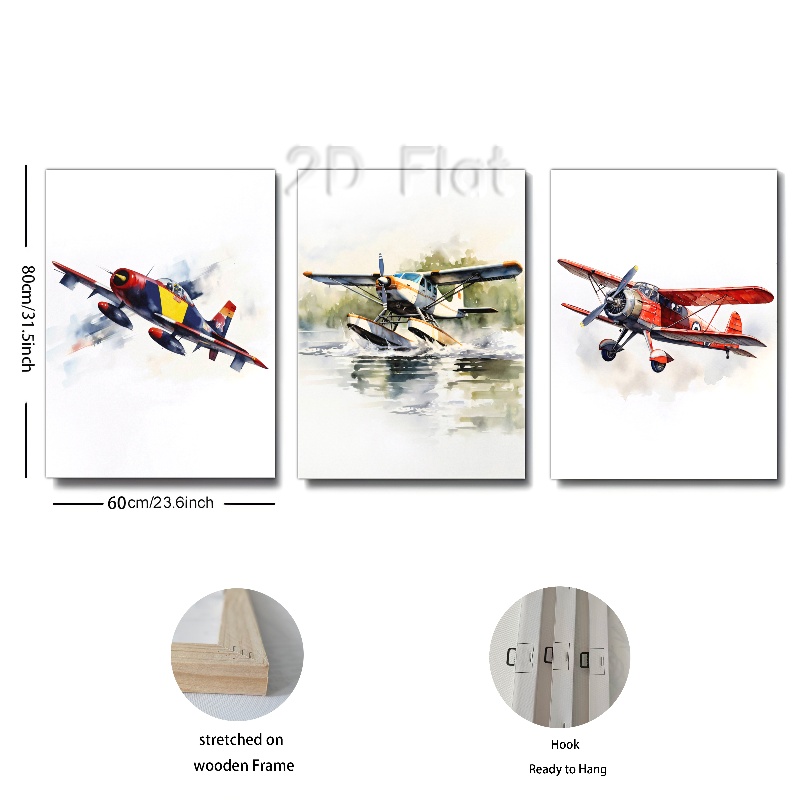 2D Flat
80cm/31.5inch
60cm/23.6inch
stretched on
wooden Frame
Hook
Ready to Hang